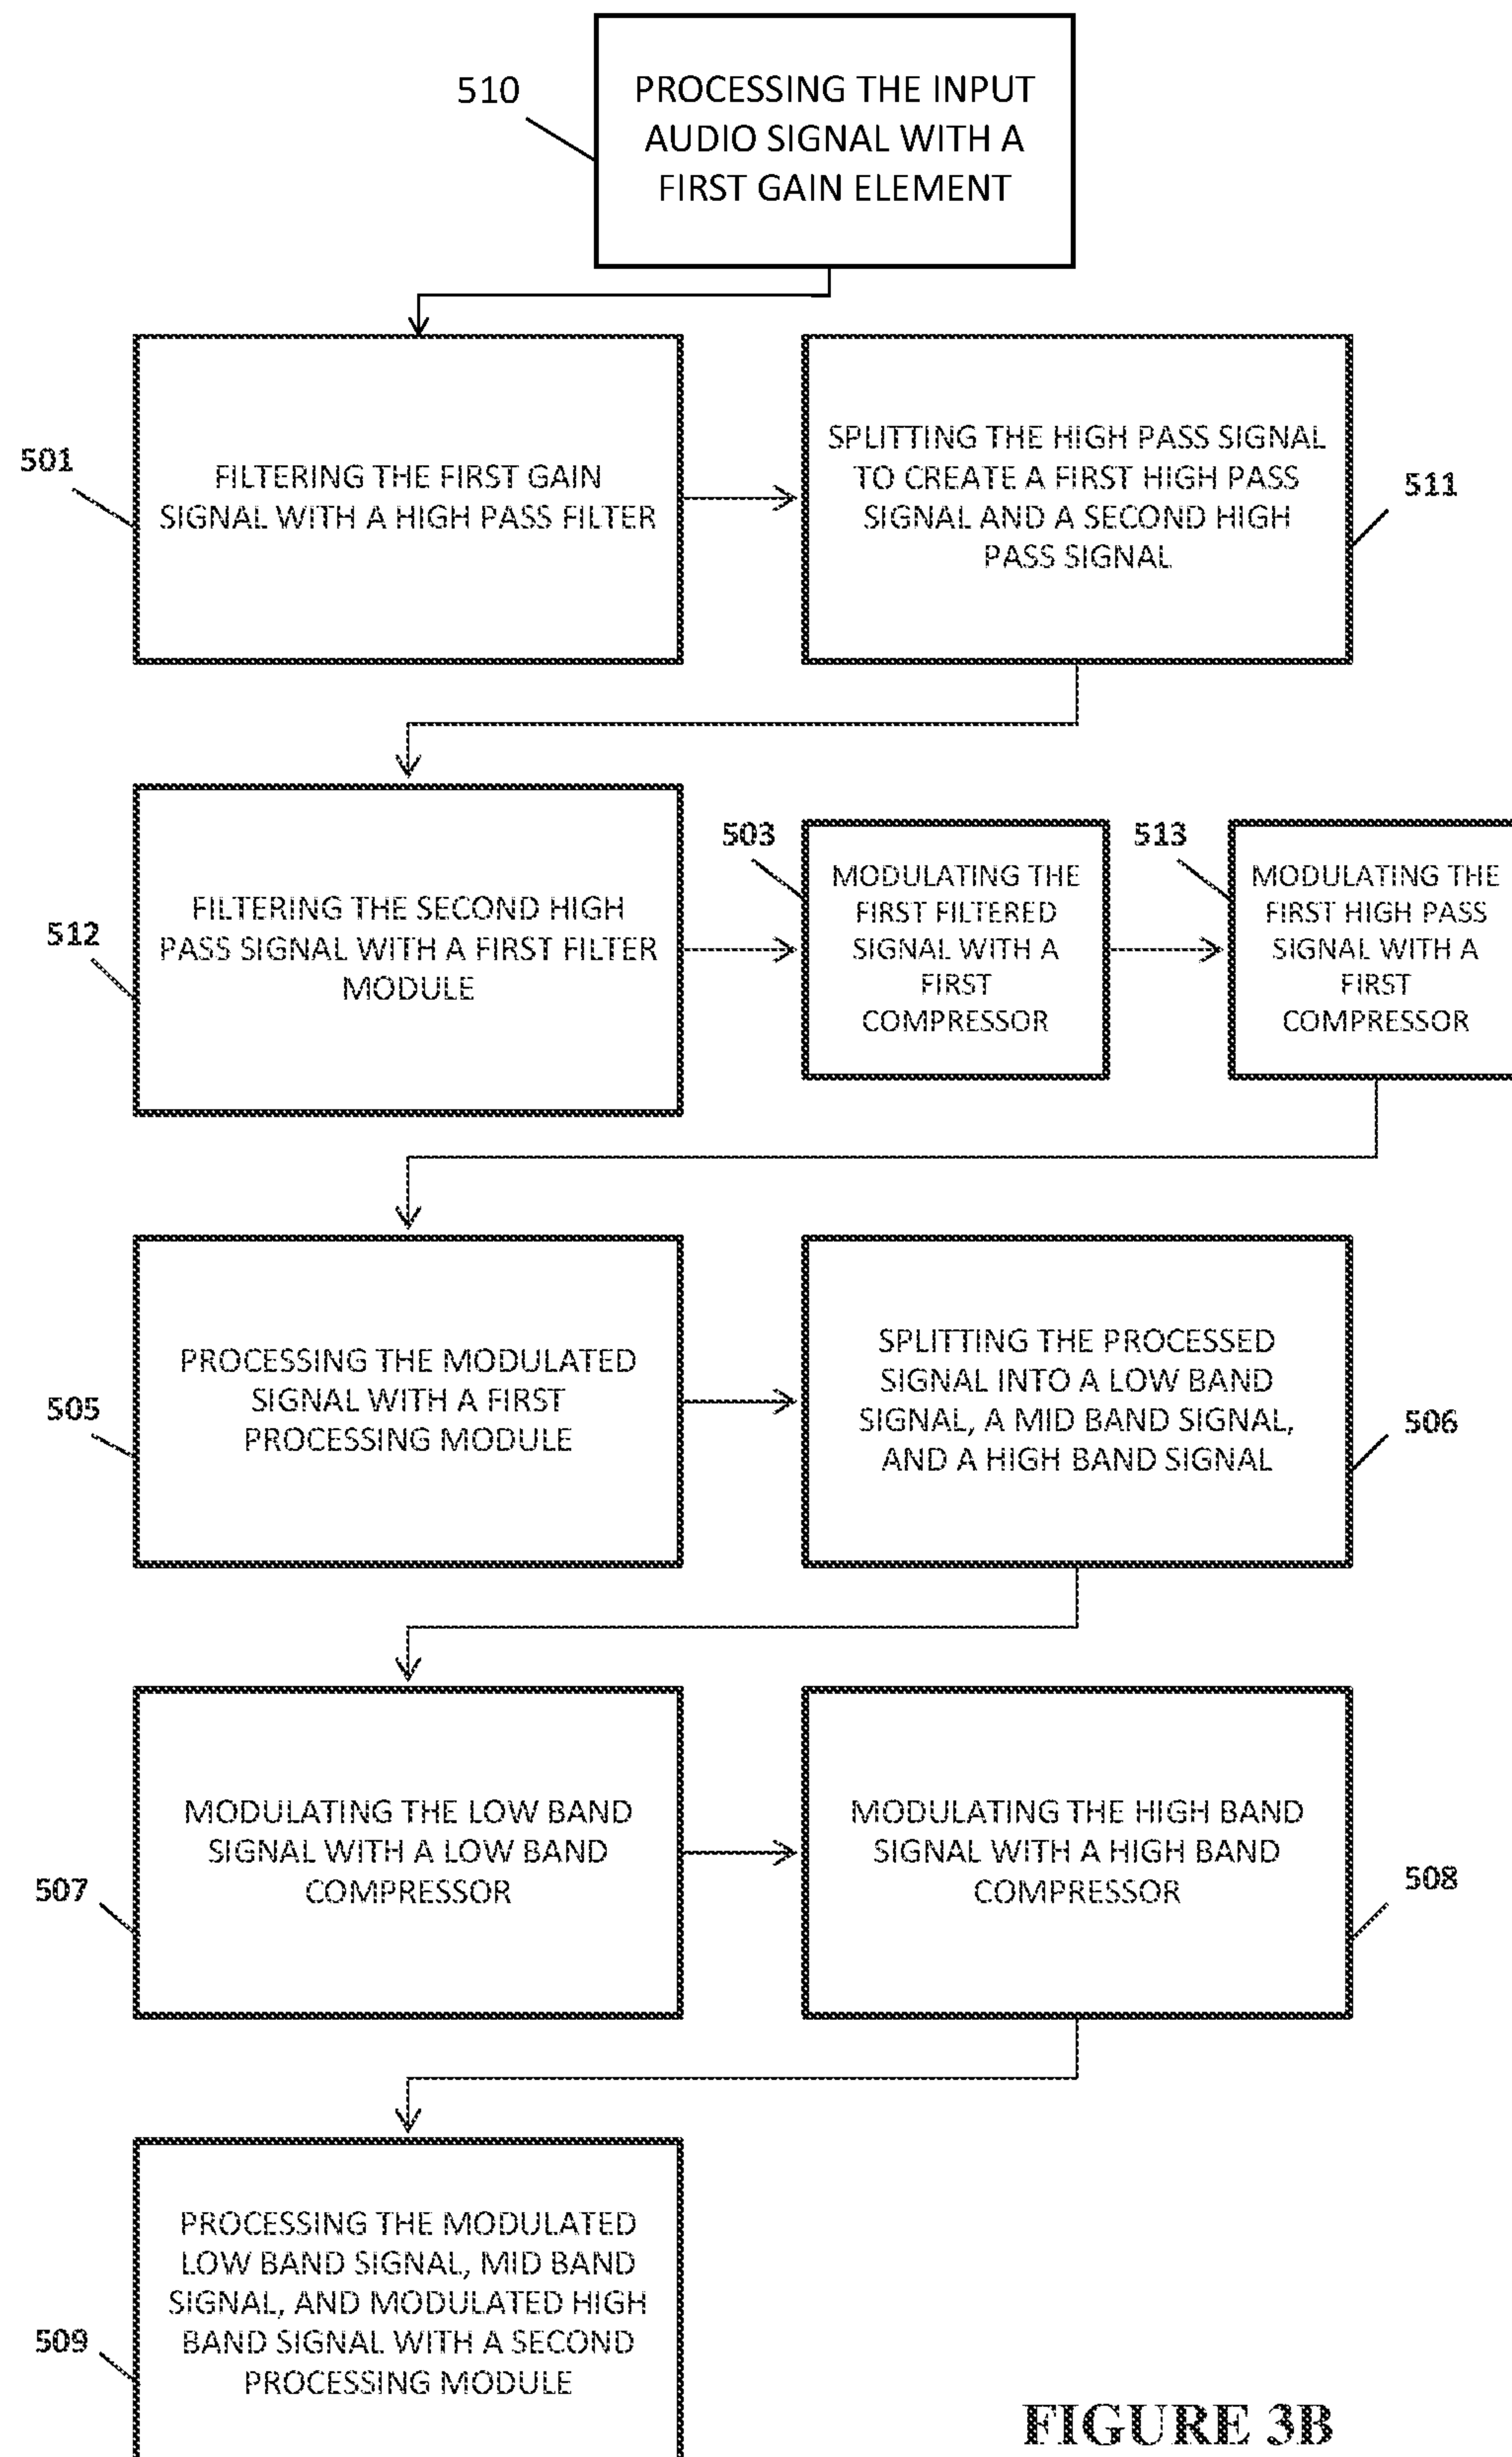 510
PROCESSING THE INPUT
AUDIO SIGNAL WITH A
FIRST GAIN ELEMENT
501
FILTERING THE FIRST GAIN
SIGNAL WITH A HIGH PASS FILTER
SPLITTING THE HIGH PASS SIGNAL
TO CREATE A FIRST HIGH PASS
SIGNAL AND A SECOND HIGH
PASS SIGNAL
511
512
FILTERING THE SECOND HIGH
PASS SIGNAL WITH A FIRST FILTER
MODULE
503
MODULATING THE
FIRST FILTERED
SIGNAL WITH A
FIRST
COMPRESSOR
513
MODULATING THE
FIRST HIGH PASS
SIGNAL WITH A
FIRST
COMPRESSOR
505
PROCESSING THE MODULATED
SIGNAL WITH A FIRST
PROCESSING MODULE
SPLITTING THE PROCESSED
SIGNAL INTO A LOW BAND
SIGNAL, A MID BAND SIGNAL,
AND A HIGH BAND SIGNAL
506
507
MODULATING THE LOW BAND
SIGNAL WITH A LOW BAND
COMPRESSOR
MODULATING THE HIGH BAND
SIGNAL WITH A HIGH BAND
COMPRESSOR
508
509
PROCESSING THE MODULATED
LOW BAND SIGNAL, MID BAND
SIGNAL, AND MODULATED HIGH
BAND SIGNAL WITH A SECOND
PROCESSING MODULE
FIGURE 3B